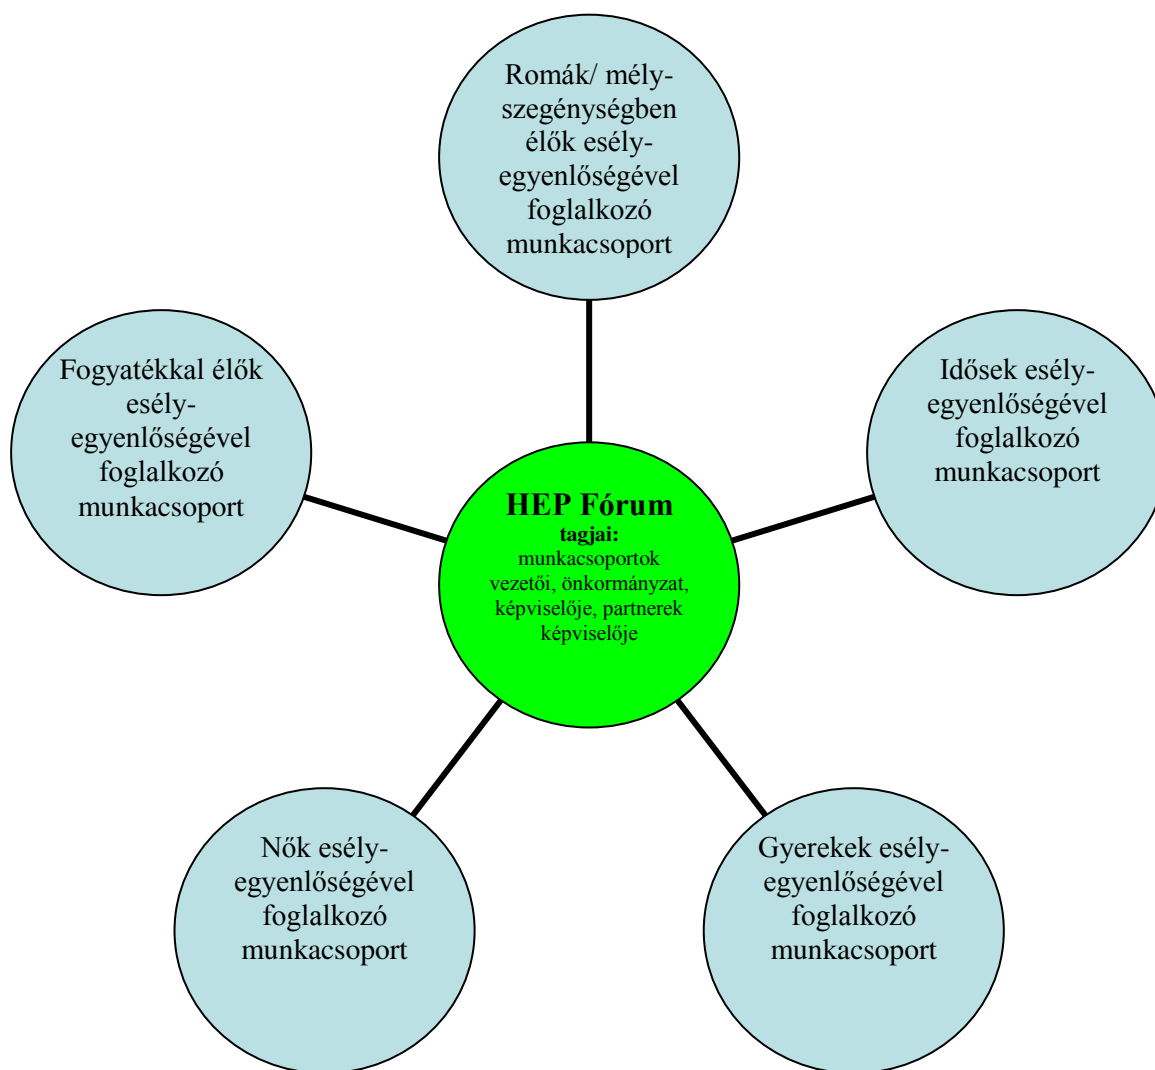 Romák/ mély-
szegénységben
élők esély-
egyenlőségével
foglalkozó
munkacsoport
Fogyatékkal élők
esély-
egyenlőségével
foglalkozó
munkacsoport
Idősek esély-
egyenlőségével
foglalkozó
munkacsoport
HEP Fórum
tagjai:
munkacsoportok
vezetői, önkormányzat,
képviselője, partnerek
képviselője
Nők esély-
egyenlőségével
foglalkozó
munkacsoport
Gyerekek esély-
egyenlőségével
foglalkozó
munkacsoport